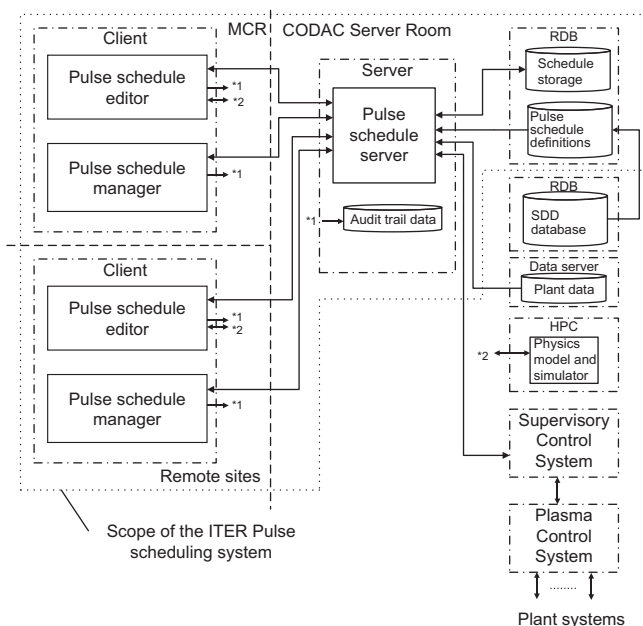 MCR
CODAC Server Room
Client
Pulse schedule
editor
*1
*2
Pulse schedule
manager
*1
Client
Pulse schedule
editor
*1
*2
Pulse schedule
manager
*1
Remote sites
Scope of the ITER Pulse
scheduling system
Server
Pulse
schedule
server
*1
Audit trail data
RDB
Schedule
storage
Pulse
schedule
definitions
RDB
SDD
database
Data server
Plant data
HPC
*2
Physics
model and
simulator
Supervisory
Control
System
Plasma
Control
System
........
Plant systems